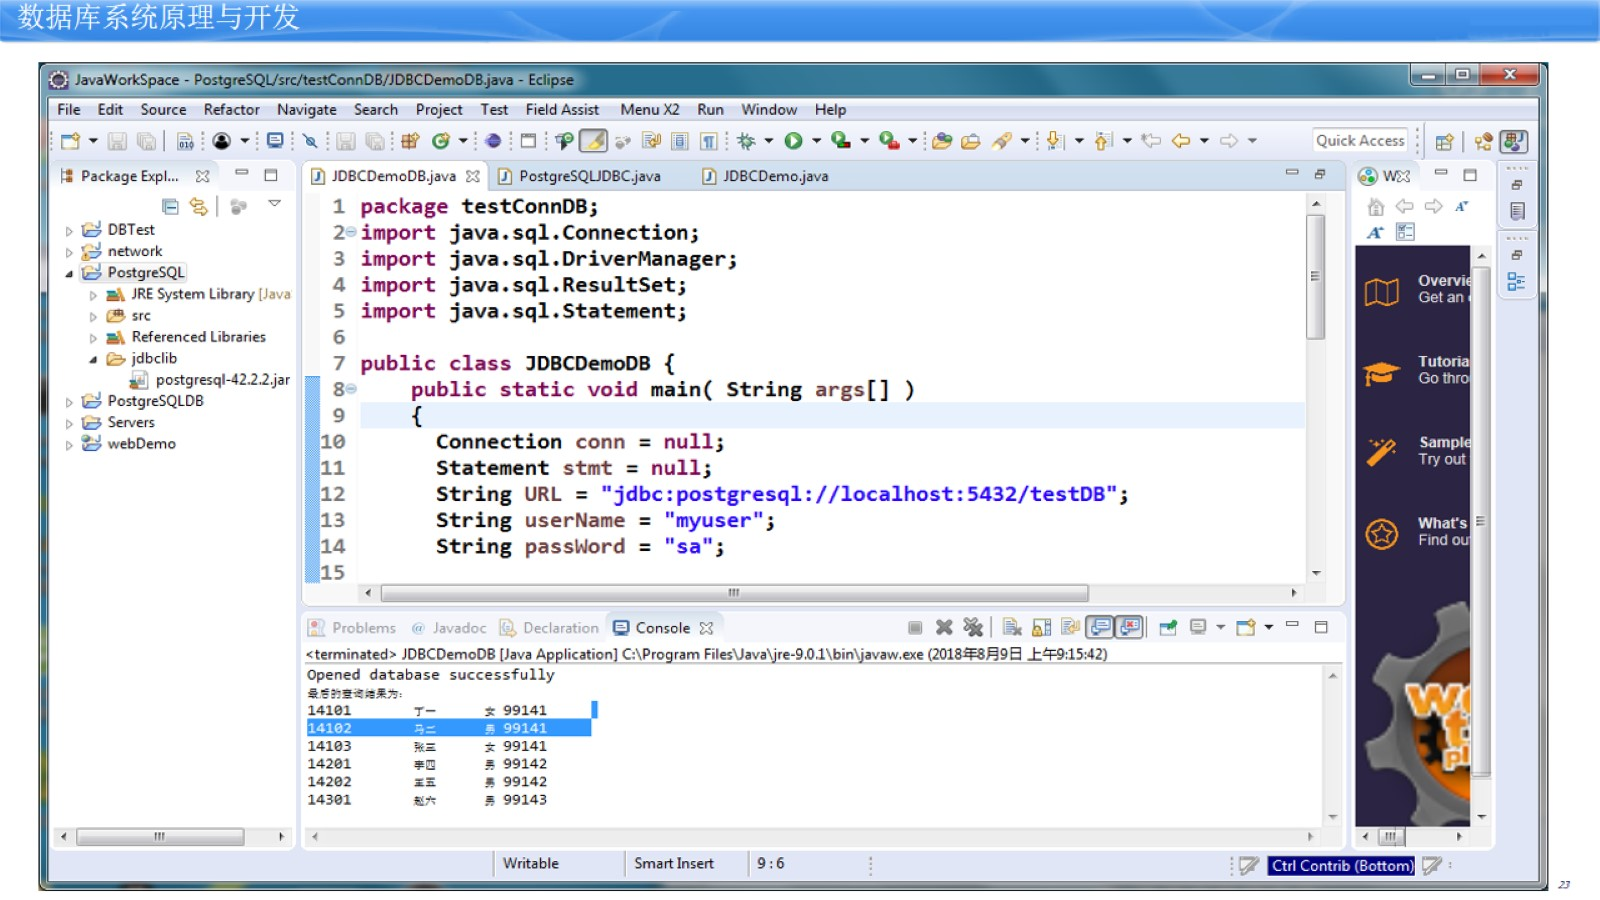 数据库系统原理与开发
JavaWorkSpace - PostgreSQL/src/testConnDB/JDBCDemoDB.java - Eclipse
File Edit Source Refactor Navigate Search Project Test Field Assist Menu X2 Run Window Help
Quick Access
Package Expl...
DBTest
network
PostgreSQL
JRE System Library [Java
src
Referenced Libraries
jdbclib
postgresql-42.2.2.jar
PostgreSQLDB
Servers
webDemo
JDBCDemoDB.java PostgreSQLJDBC.java JDBCDemo.java
1 package testConnDB;
2 import java.sql.Connection;
3 import java.sql.DriverManager;
4 import java.sql.ResultSet;
5 import java.sql.Statement;
6
7 public class JDBCDemoDB {
8 public static void main( String args[] )
9 {
10 Connection conn = null;
11 Statement stmt = null;
12 String URL = "jdbc:postgresql://localhost:5432/testDB";
13 String userName = "myuser";
14 String passWord = "sa";
15
W
Overvie
Get an
Tutoria
Go thro
Sample
Try out
What's
Find ou
Problems @ Javadoc Declaration Console
<terminated> JDBCDemoDB [Java Application] C:\Program Files\Java\jre-9.0.1\bin\javaw.exe (2018年8月9日 上午9:15:42)
Opened database successfully
最后的查询结果为:
14101 丁一 女 99141
14102 马二 男 99141
14103 张三 女 99141
14201 李四 男 99142
14202 王五 男 99142
14301 赵六 男 99143
Writable Smart Insert 9 : 6
Ctrl Contrib (Bottom)
23